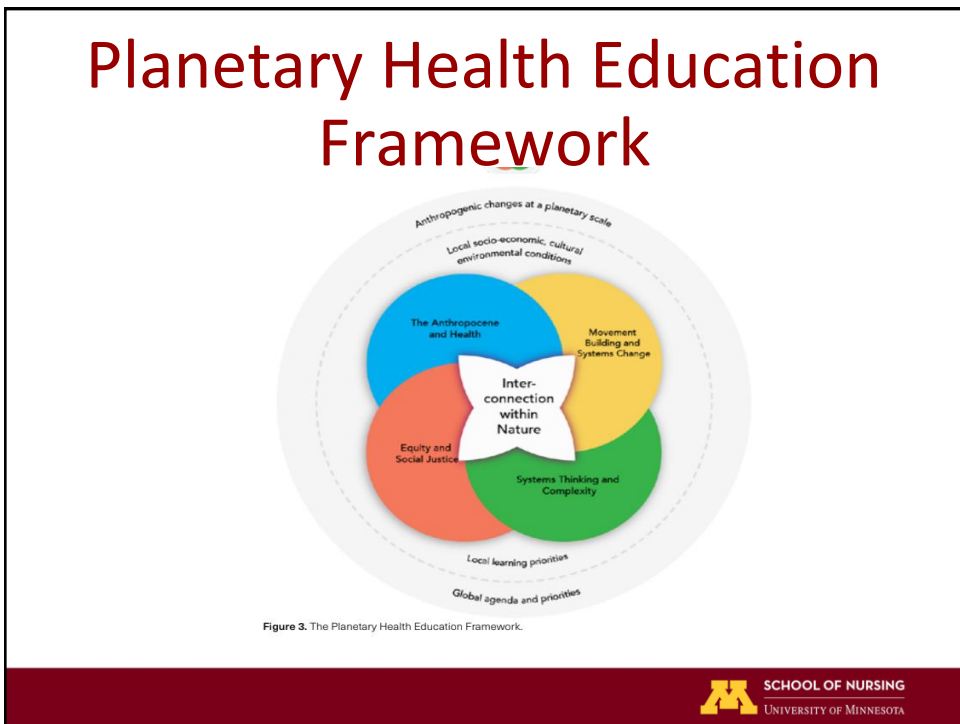 Planetary Health Education
Framework
Anthropogenic changes at a planetary scale
Local socio-economic, cultural
environmental conditions
The Anthropocene
and Health
Movement
Building and
Systems Change
Inter-
connection
within
Nature
Equity and
Social Justice
Systems Thinking and
Complexity
Local learning priorities
Global agenda and priorities
Figure 3. The Planetary Health Education Framework.
M
SCHOOL OF NURSING
UNIVERSITY OF MINNESOTA